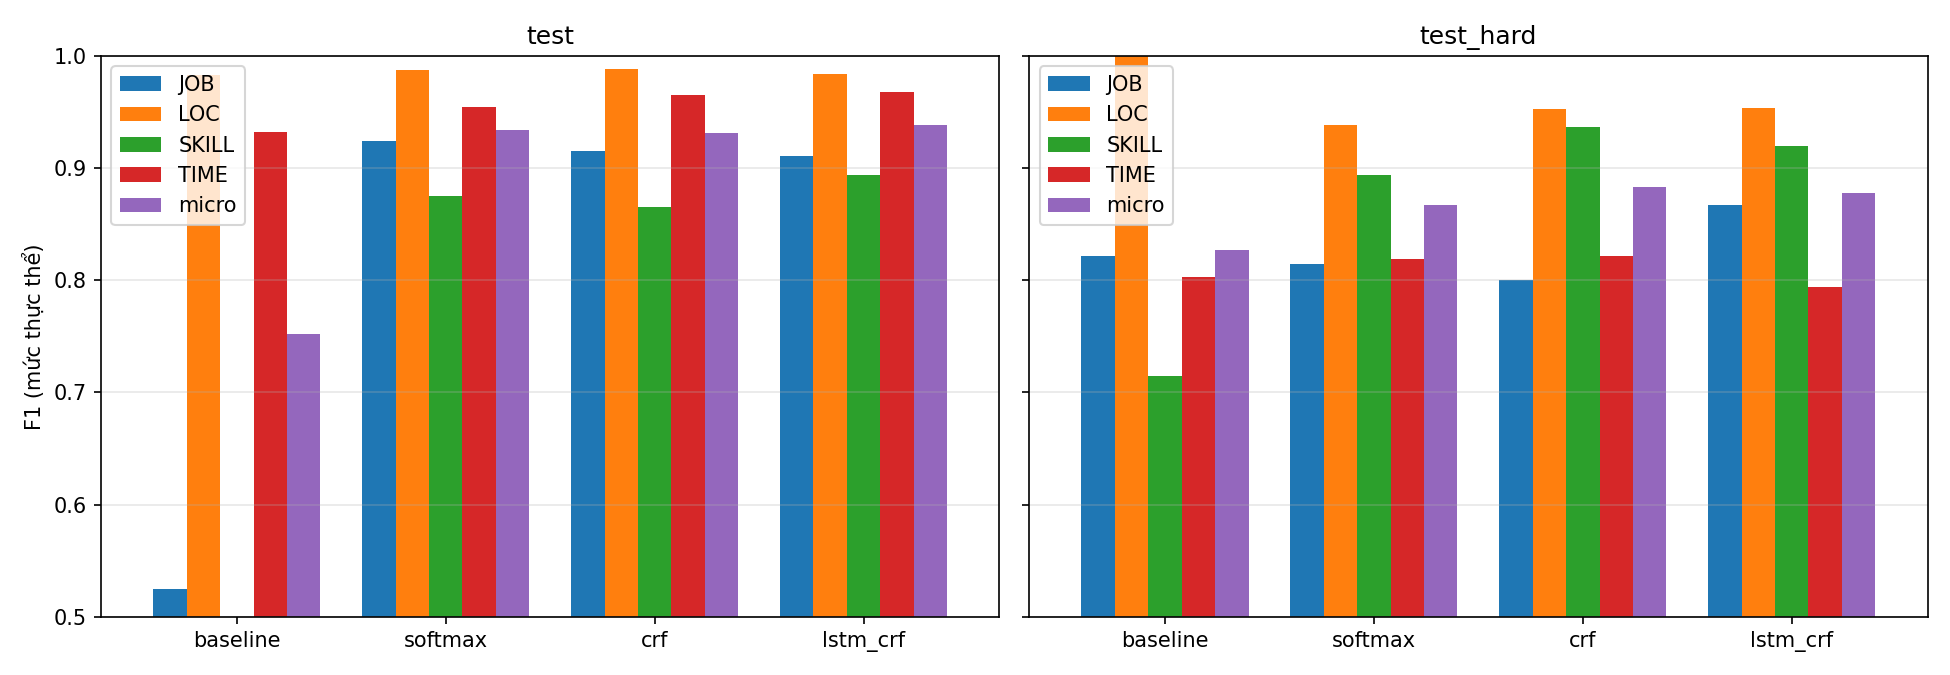 test
1.0
0.9
0.8
0.7
0.6
0.5
F1 (mức thực thể)
JOB
LOC
SKILL
TIME
micro
baseline softmax crf lstm_crf
test_hard
JOB
LOC
SKILL
TIME
micro
baseline softmax crf lstm_crf